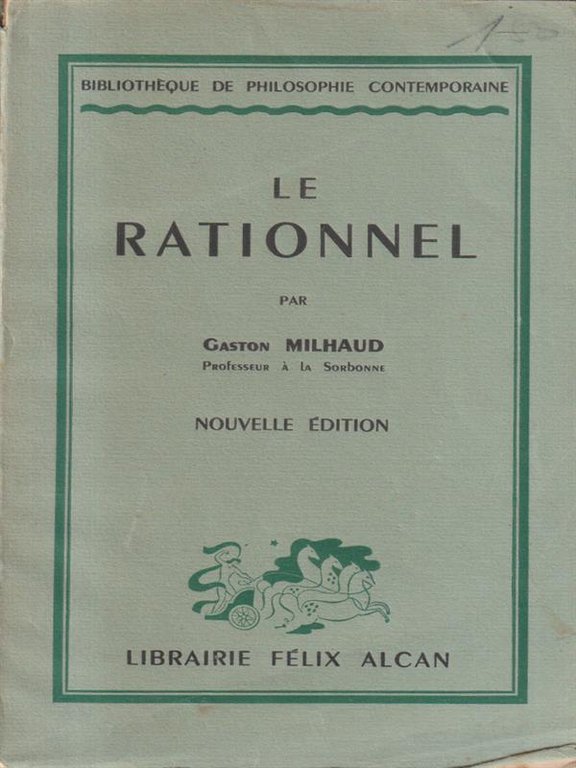 BIBLIOTHÈQUE DE PHILOSOPHIE CONTEMPORAINE
LE
RATIONNEL
PAR
GASTON MILHAUD
PROFESSEUR À LA SORBONNE
NOUVELLE ÉDITION
LIBRAIRIE FÉLIX ALCAN